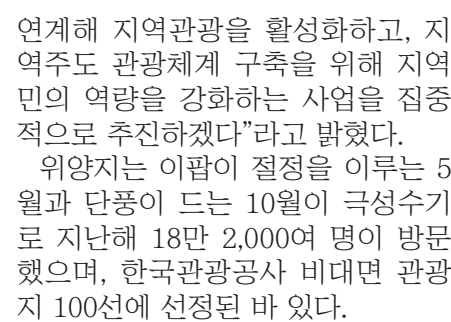 연계해 지역관광을 활성화하고, 지
역주도 관광체계 구축을 위해 지역
민의 역량을 강화하는 사업을 집중
적으로 추진하겠다”라고 밝혔다.
위양지는 이팝이 절정을 이루는 5
월과 단풍이 드는 10월이 극성수기
로 지난해 18만 2,000여 명이 방문
했으며, 한국관광공사 비대면 관광
지 100선에 선정된 바 있다.